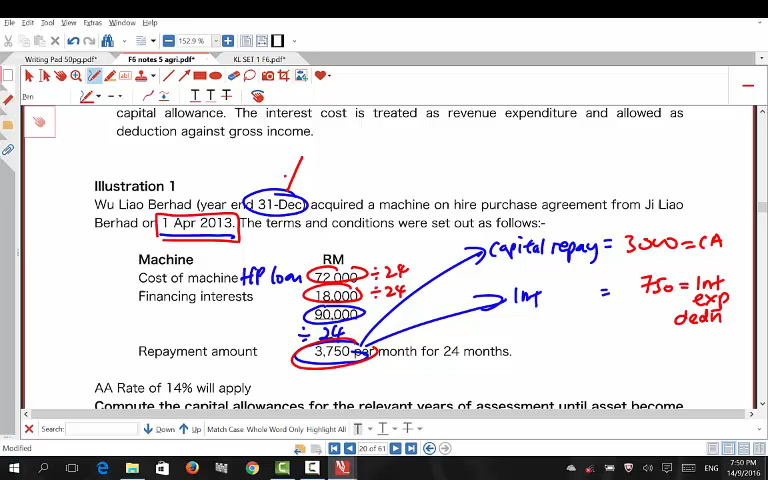 File Edit Tool View Extras Window Help
152.9%
Writing Pad 50pg.pdf* F6 notes 5 agri.pdf* KL SET 1 F6.pdf*
Pen
capital allowance. The interest cost is treated as revenue expenditure and allowed as
deduction against gross income.
Illustration 1
Wu Liao Berhad (year end 31-Dec) acquired a machine on hire purchase agreement from Ji Liao
Berhad on 1 Apr 2013. The terms and conditions were set out as follows:-
Machine RM
Cost of machine HP loan 72,000 ÷24
Financing interests 18,000 ÷24
90,000
÷ 24
Repayment amount 3,750 per month for 24 months.
Capital repay = 3000 = CA
Int = 750 = Int
exp
dedn
AA Rate of 14% will apply
Compute the capital allowances for the relevant years of assessment until asset become
Search: Down Up Match Case Whole Word Only Highlight All
Modified 20 of 61
ENG 7:50 PM
14/9/2016